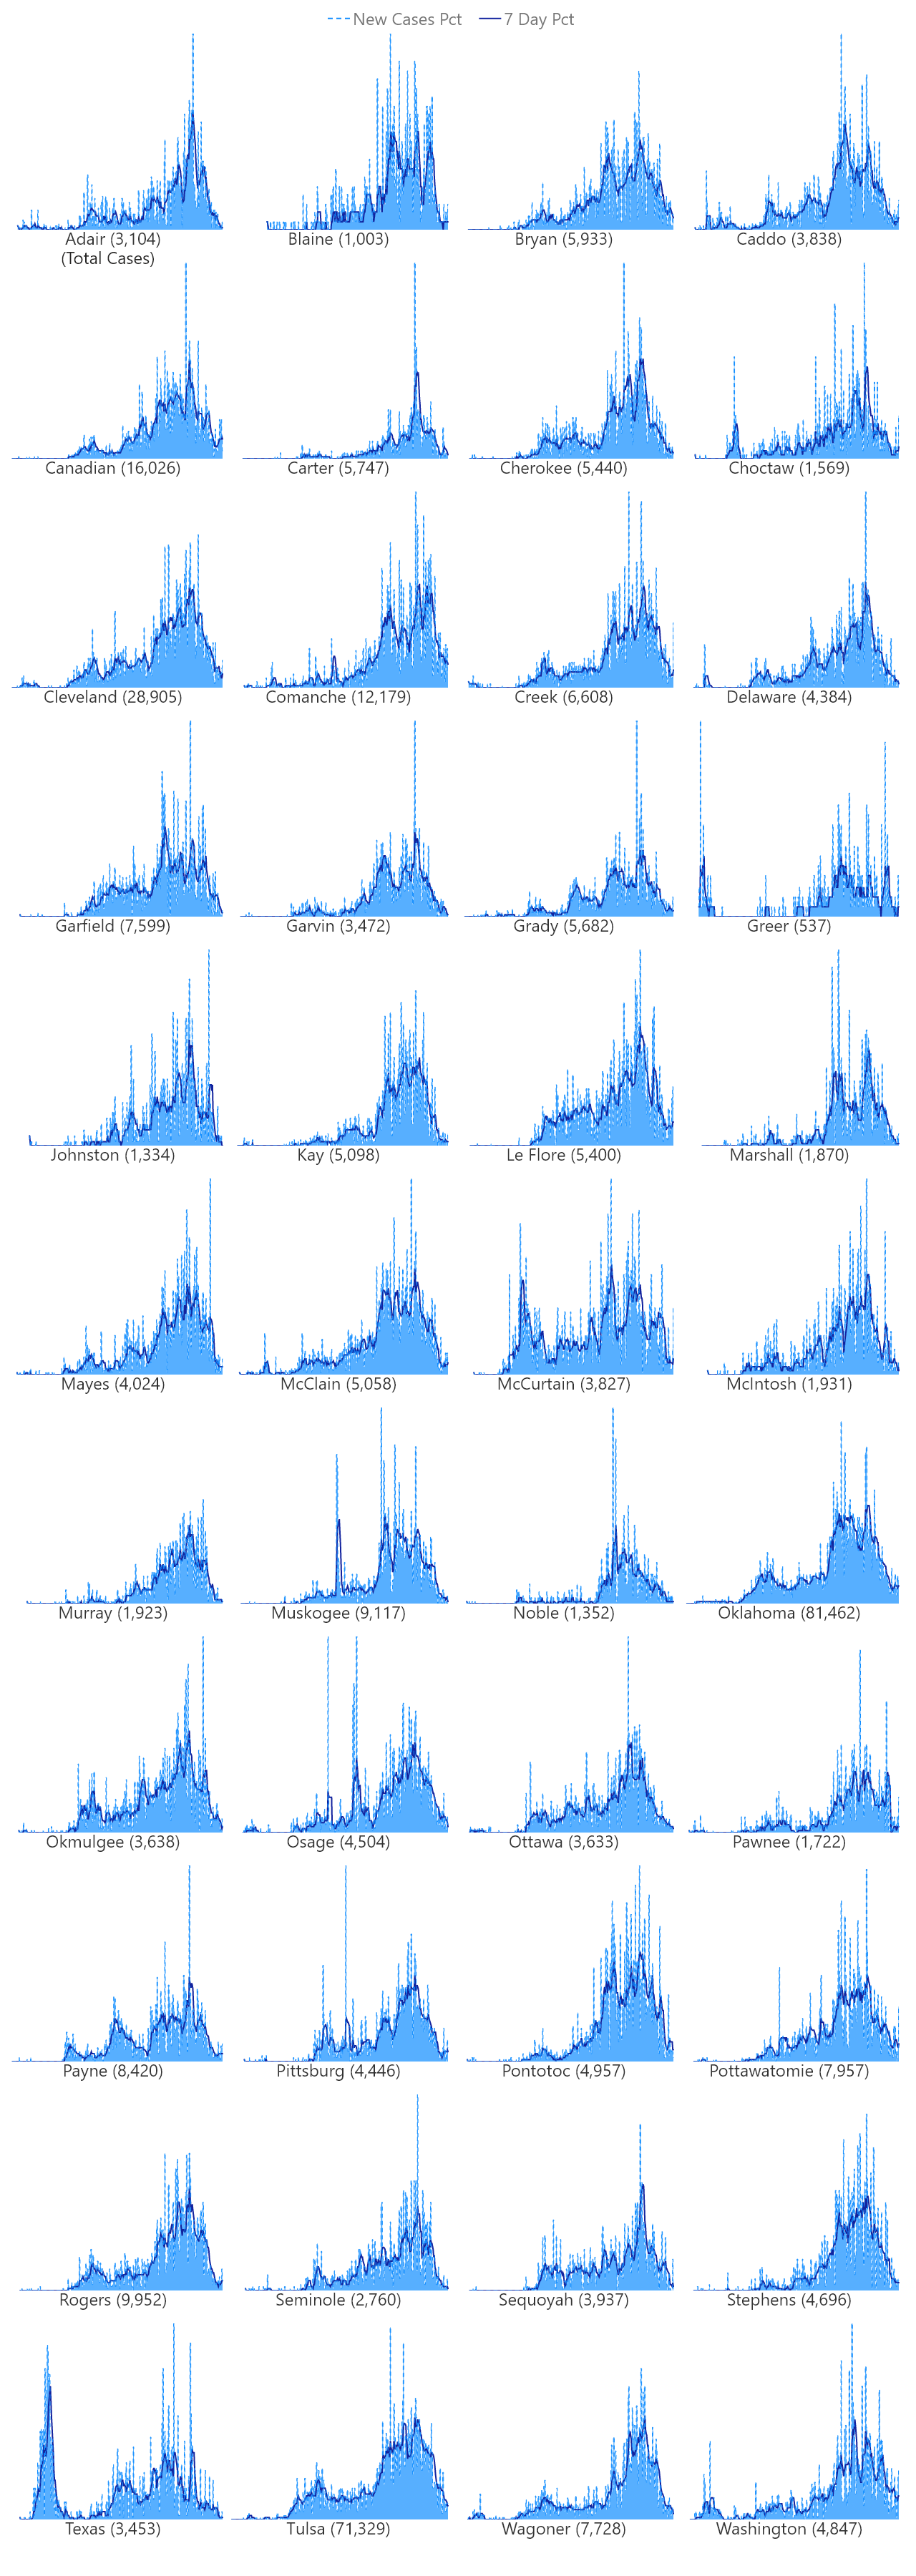 New Cases Pct 7 Day Pct
Adair (3,104) Blaine (1,003) Bryan (5,933) Caddo (3,838)
(Total Cases)
Canadian (16,026) Carter (5,747) Cherokee (5,440) Choctaw (1,569)
Cleveland (28,905) Comanche (12,179) Creek (6,608) Delaware (4,384)
Garfield (7,599) Garvin (3,472) Grady (5,682) Greer (537)
Johnston (1,334) Kay (5,098) Le Flore (5,400) Marshall (1,870)
Mayes (4,024) McClain (5,058) McCurtain (3,827) McIntosh (1,931)
Murray (1,923) Muskogee (9,117) Noble (1,352) Oklahoma (81,462)
Okmulgee (3,638) Osage (4,504) Ottawa (3,633) Pawnee (1,722)
Payne (8,420) Pittsburg (4,446) Pontotoc (4,957) Pottawatomie (7,957)
Rogers (9,952) Seminole (2,760) Sequoyah (3,937) Stephens (4,696)
Texas (3,453) Tulsa (71,329) Wagoner (7,728) Washington (4,847)